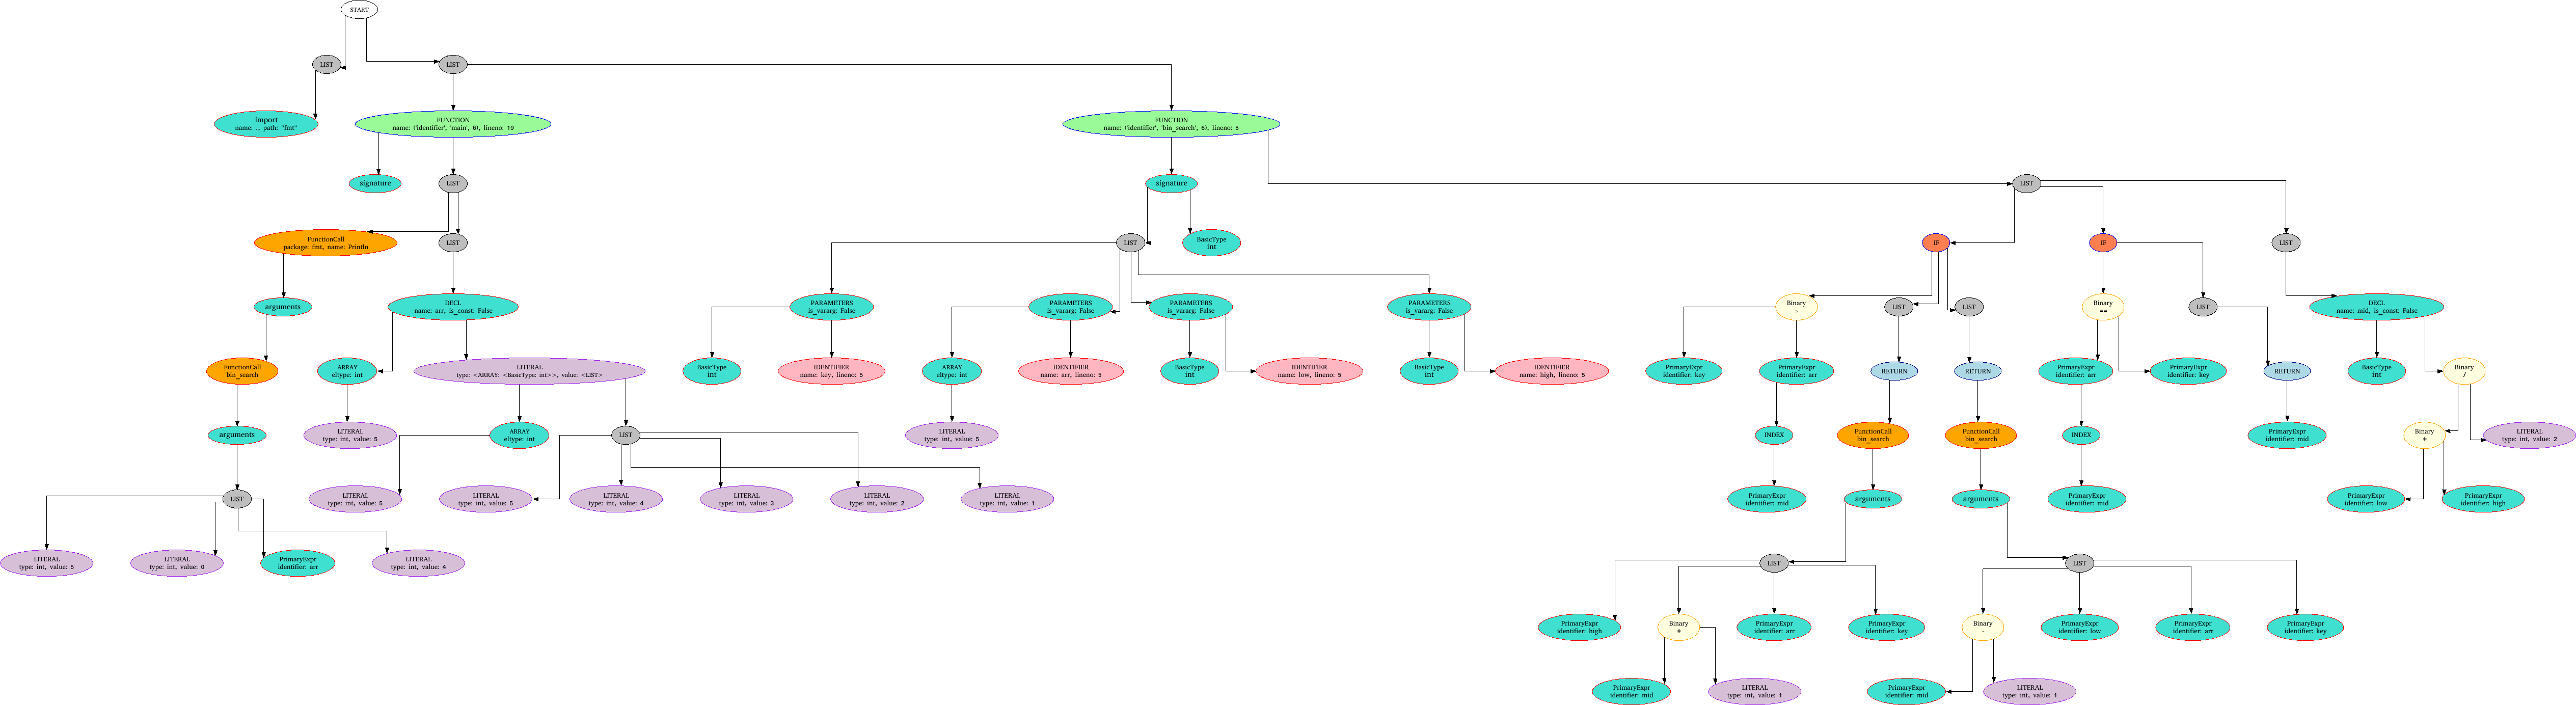 START
LIST
LIST
import
name: ., path: "fmt"
FUNCTION
name: ('identifier', 'main', 6), lineno: 19
FUNCTION
name: ('identifier', 'bin_search', 6), lineno: 5
signature
LIST
signature
LIST
FunctionCall
package: fmt, name: Println
LIST
LIST
BasicType
int
IF
IF
LIST
arguments
DECL
name: arr, is_const: False
PARAMETERS
is_vararg: False
PARAMETERS
is_vararg: False
PARAMETERS
is_vararg: False
PARAMETERS
is_vararg: False
Binary
>
LIST
LIST
Binary
==
LIST
DECL
name: mid, is_const: False
FunctionCall
bin_search
ARRAY
eltype: int
LITERAL
type: <ARRAY: <BasicType: int>>, value: <LIST>
BasicType
int
IDENTIFIER
name: key, lineno: 5
ARRAY
eltype: int
IDENTIFIER
name: arr, lineno: 5
BasicType
int
IDENTIFIER
name: low, lineno: 5
BasicType
int
IDENTIFIER
name: high, lineno: 5
PrimaryExpr
identifier: key
PrimaryExpr
identifier: arr
RETURN
RETURN
PrimaryExpr
identifier: arr
PrimaryExpr
identifier: key
RETURN
BasicType
int
Binary
/
arguments
LITERAL
type: int, value: 5
ARRAY
eltype: int
LIST
LITERAL
type: int, value: 5
INDEX
FunctionCall
bin_search
FunctionCall
bin_search
INDEX
PrimaryExpr
identifier: mid
Binary
+
LITERAL
type: int, value: 2
LIST
LITERAL
type: int, value: 5
LITERAL
type: int, value: 5
LITERAL
type: int, value: 4
LITERAL
type: int, value: 3
LITERAL
type: int, value: 2
LITERAL
type: int, value: 1
PrimaryExpr
identifier: mid
arguments
arguments
PrimaryExpr
identifier: mid
PrimaryExpr
identifier: low
PrimaryExpr
identifier: high
LITERAL
type: int, value: 5
LITERAL
type: int, value: 0
PrimaryExpr
identifier: arr
LITERAL
type: int, value: 4
LIST
LIST
PrimaryExpr
identifier: high
Binary
+
PrimaryExpr
identifier: arr
PrimaryExpr
identifier: key
Binary
-
PrimaryExpr
identifier: low
PrimaryExpr
identifier: arr
PrimaryExpr
identifier: key
PrimaryExpr
identifier: mid
LITERAL
type: int, value: 1
PrimaryExpr
identifier: mid
LITERAL
type: int, value: 1